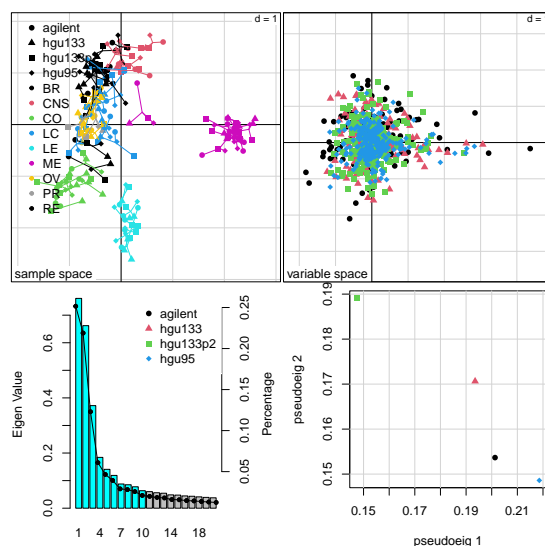 d = 1
agilent
hgu133
hgu133p
hgu95
BR
CNS
CO
LC
LE
ME
OV
PR
RE
sample space
d =
variable space
Eigen Value
0.0
0.2
0.4
0.6
1
4
7
10
14
18
Percentage
0.05
0.10
0.15
0.20
0.25
agilent
hgu133
hgu133p2
hgu95
pseudoeig 2
0.15
0.16
0.17
0.18
0.19
0.15
0.17
0.19
0.21
pseudoeig 1